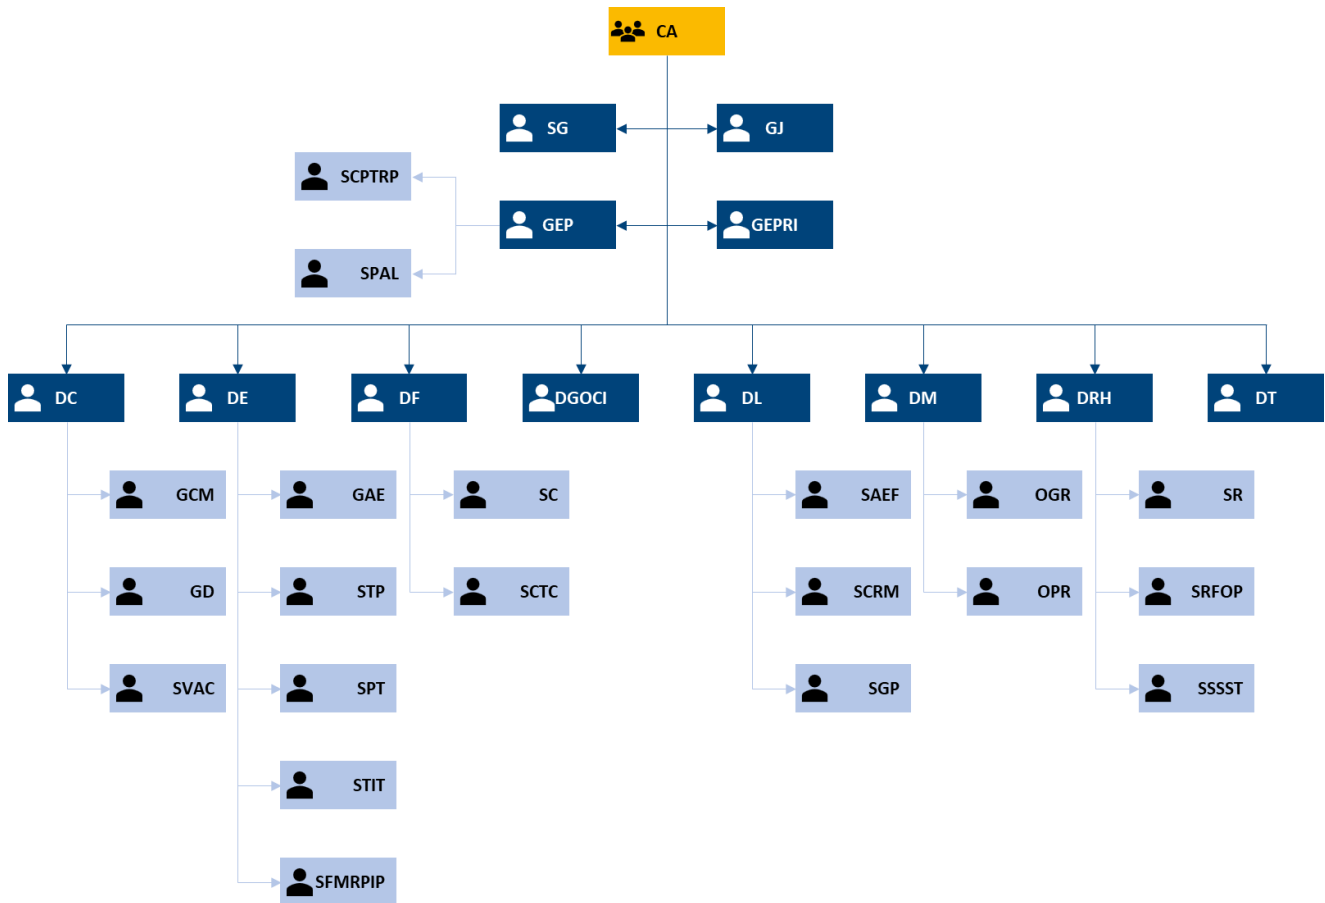 CA
SG
GJ
SCPTRP
GEP
GEPRI
SPAL
DC
DE
DF
DGOCI
DL
DM
DRH
DT
GCM
GAE
SC
SAEF
OGR
SR
GD
STP
SCTC
SCRM
OPR
SRFOP
SVAC
SPT
SGP
SSSST
STIT
SFMRPIP